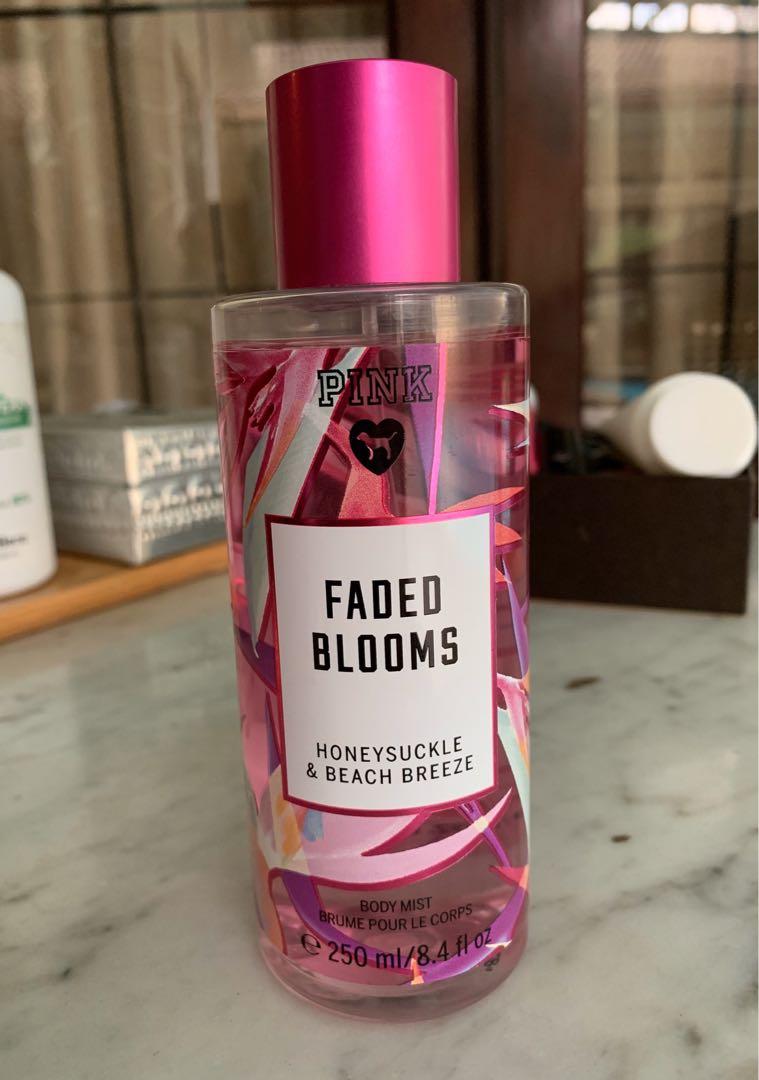 PINK
FADED
BLOOMS
HONEYSUCKLE
& BEACH BREEZE
BODY MIST
BRUME POUR LE CORPS
℮ 250 ml/8.4 fl oz